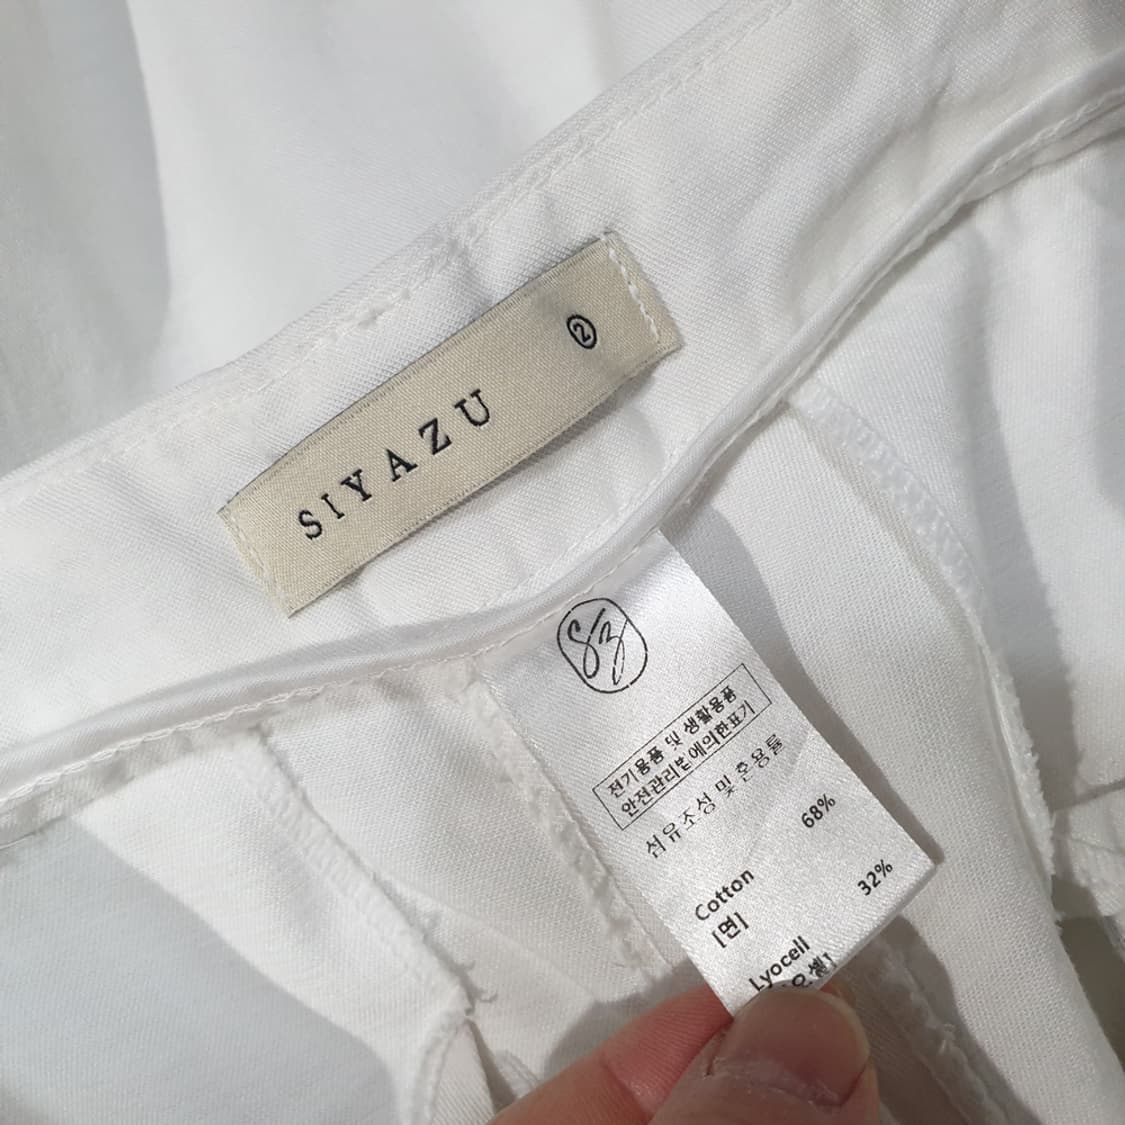 SIYAZU ②
SZ
전기용품 및 생활용품
안전관리법에의한표기
섬유조성 및 혼용률
Cotton 68%
[면]
Lyocell 32%